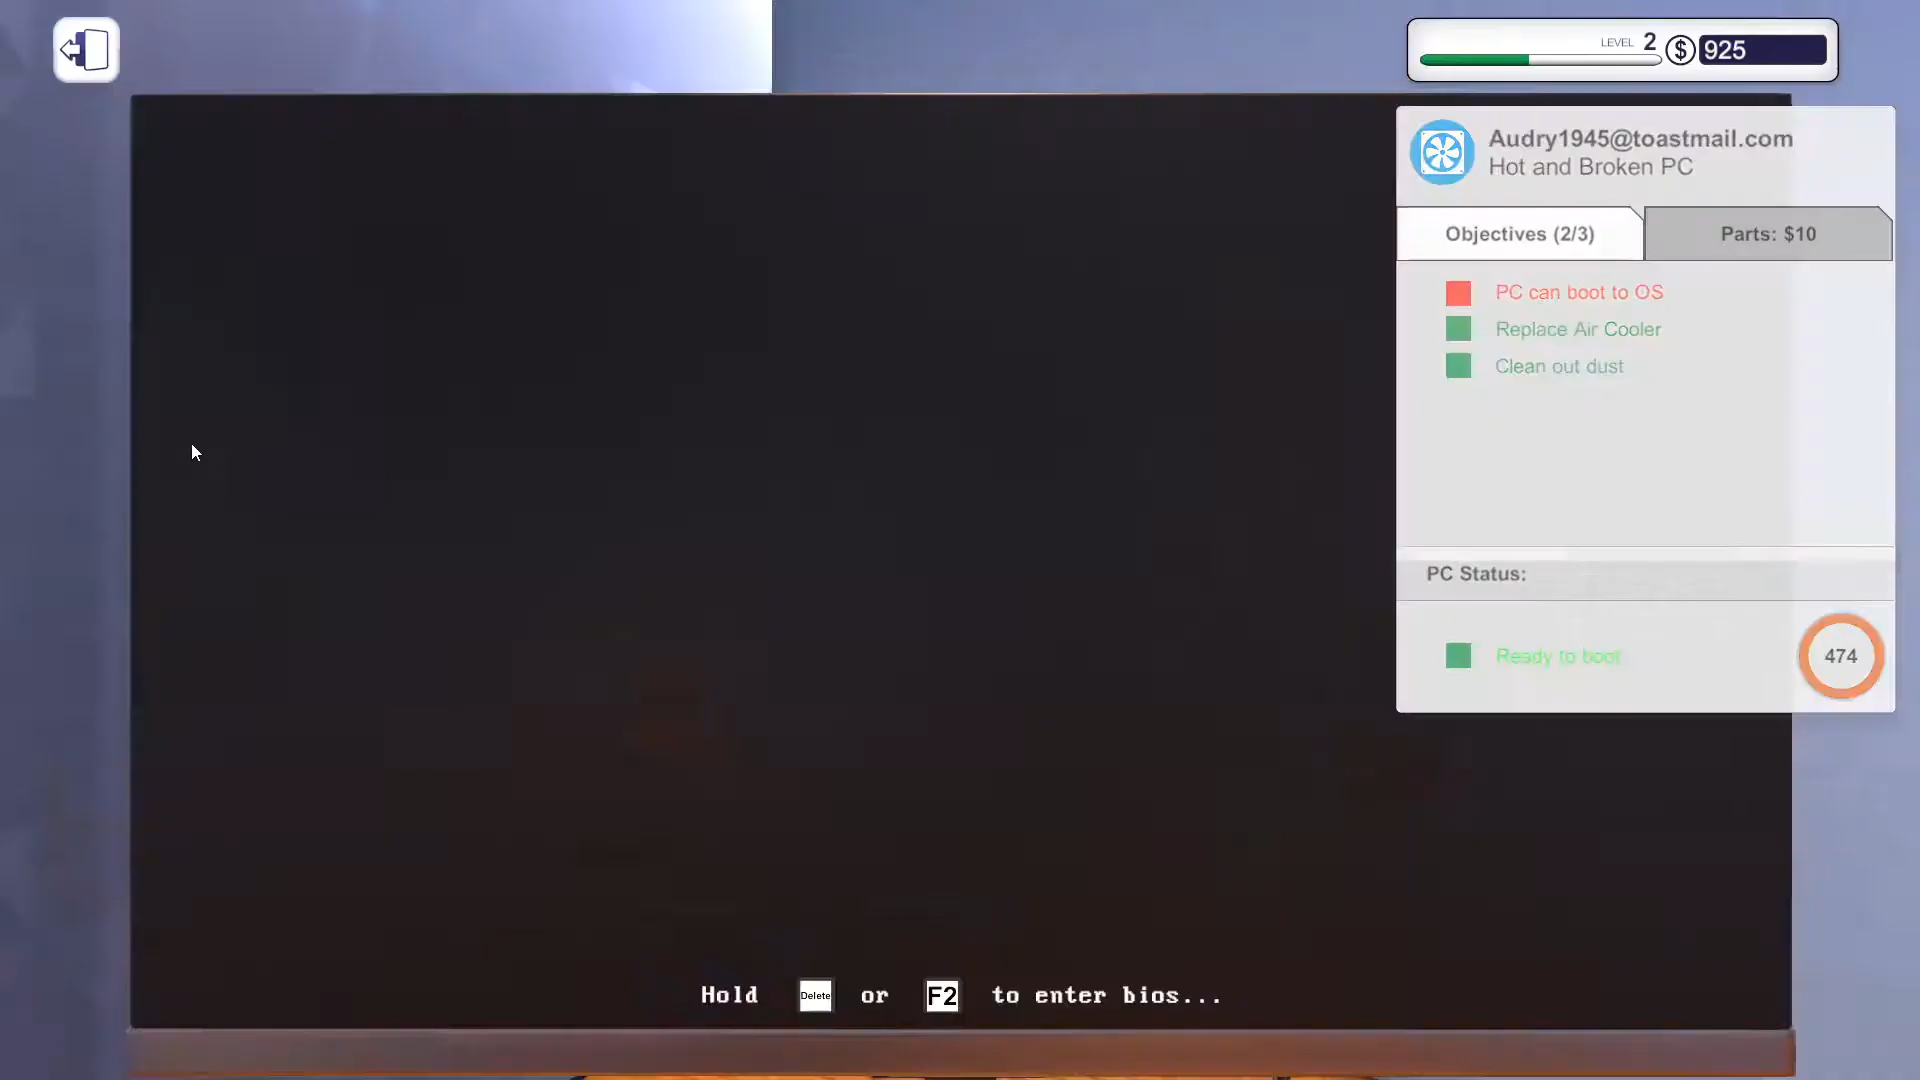 LEVEL 2 $ 925
Audry1945@toastmail.com
Hot and Broken PC
Objectives (2/3)
Parts: $10
PC can boot to OS
Replace Air Cooler
Clean out dust
PC Status:
Ready to boot
474
Hold Delete or F2 to enter bios...